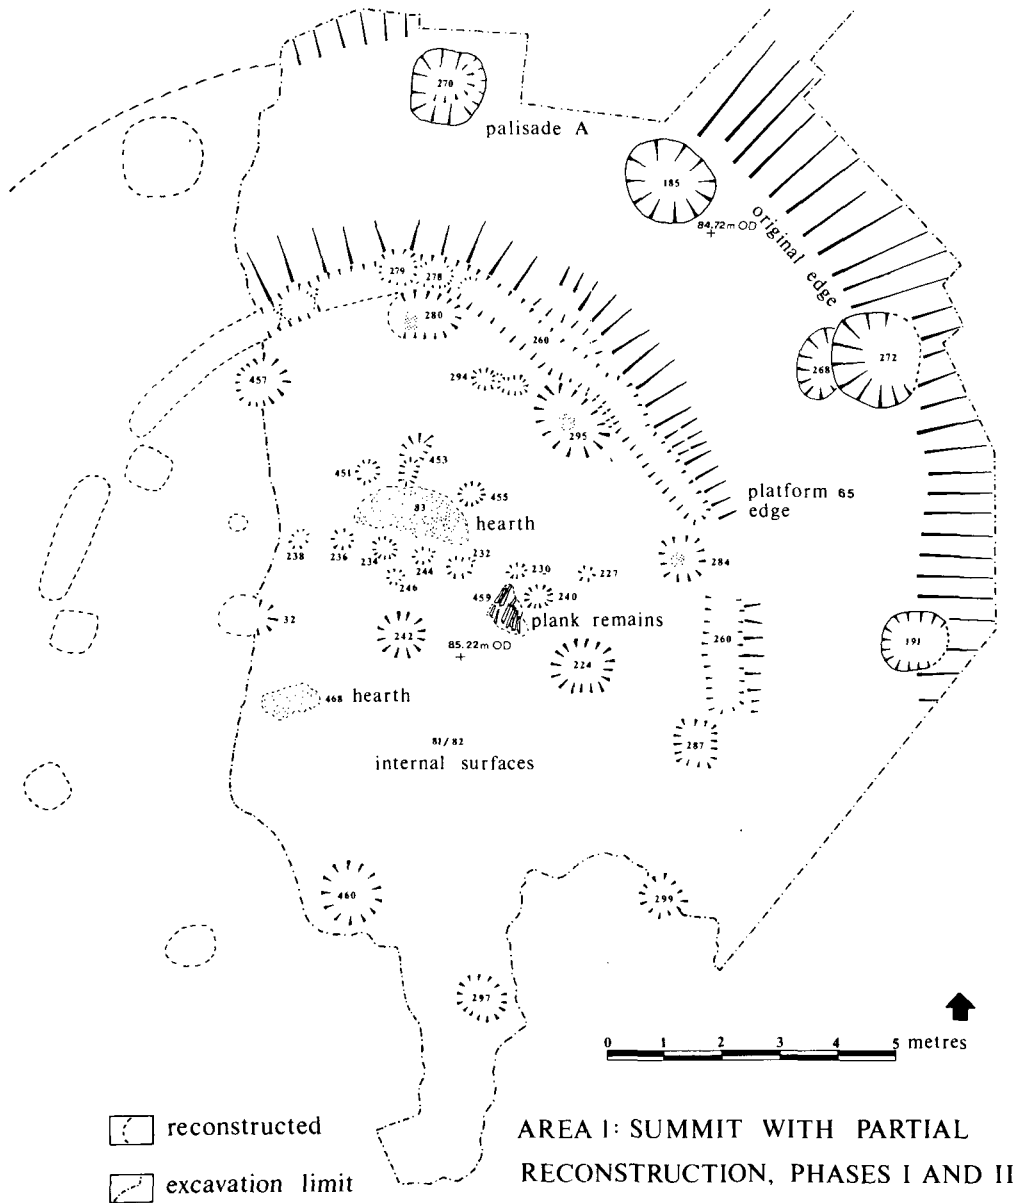 270
palisade A
185
84.72m OD
original edge
279
278
280
260
272
268
457
294
295
453
451
455
83
hearth
platform 65
edge
238
236
234
244
232
246
230
227
284
459
240
plank remains
32
242
85.22m OD
224
260
191
468 hearth
287
81/82
internal surfaces
460
299
297
0 1 2 3 4 5 metres
reconstructed
excavation limit
AREA I: SUMMIT WITH PARTIAL
RECONSTRUCTION, PHASES I AND II